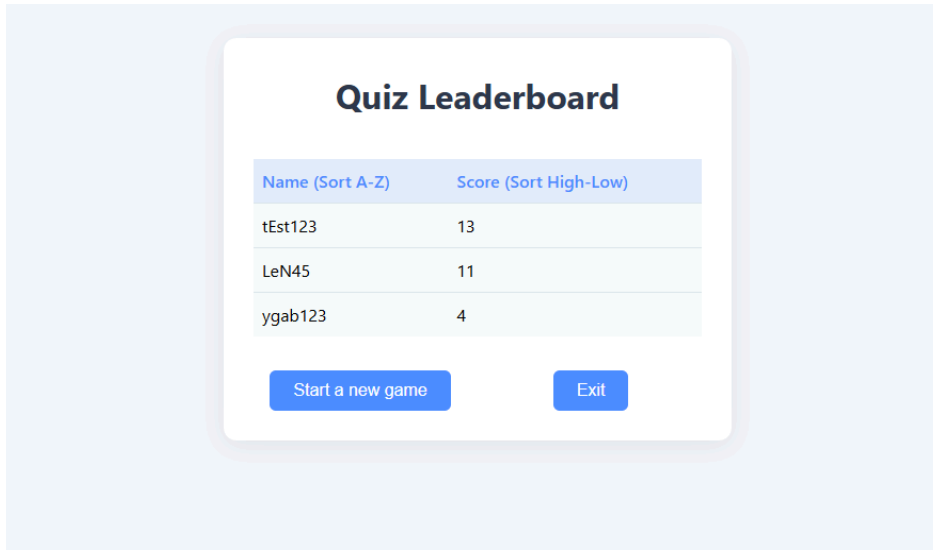 Quiz Leaderboard
Name (Sort A-Z) Score (Sort High-Low)
tEst123 13
LeN45 11
ygab123 4
Start a new game Exit